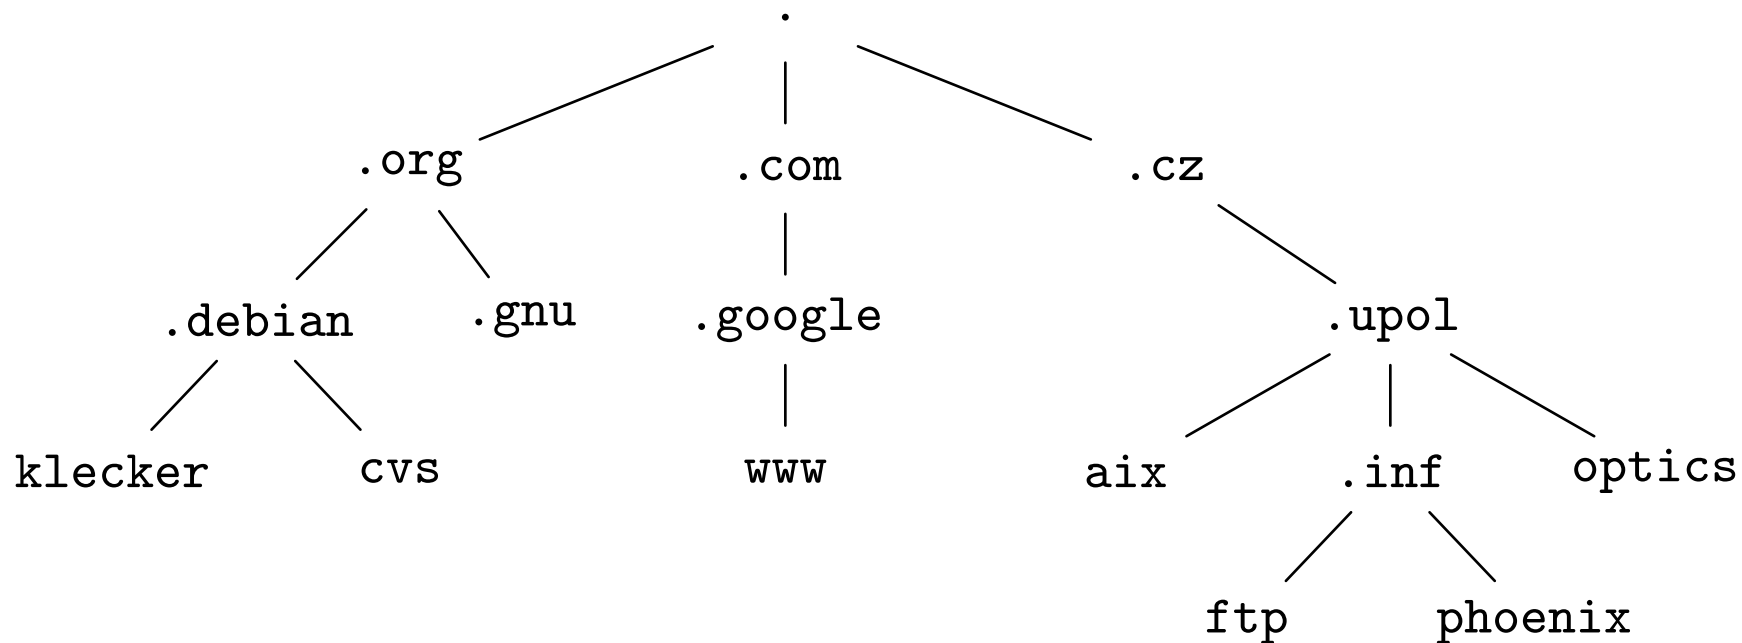 .
.org .com .cz
.debian .gnu .google .upol
klecker cvs www aix .inf optics
ftp phoenix